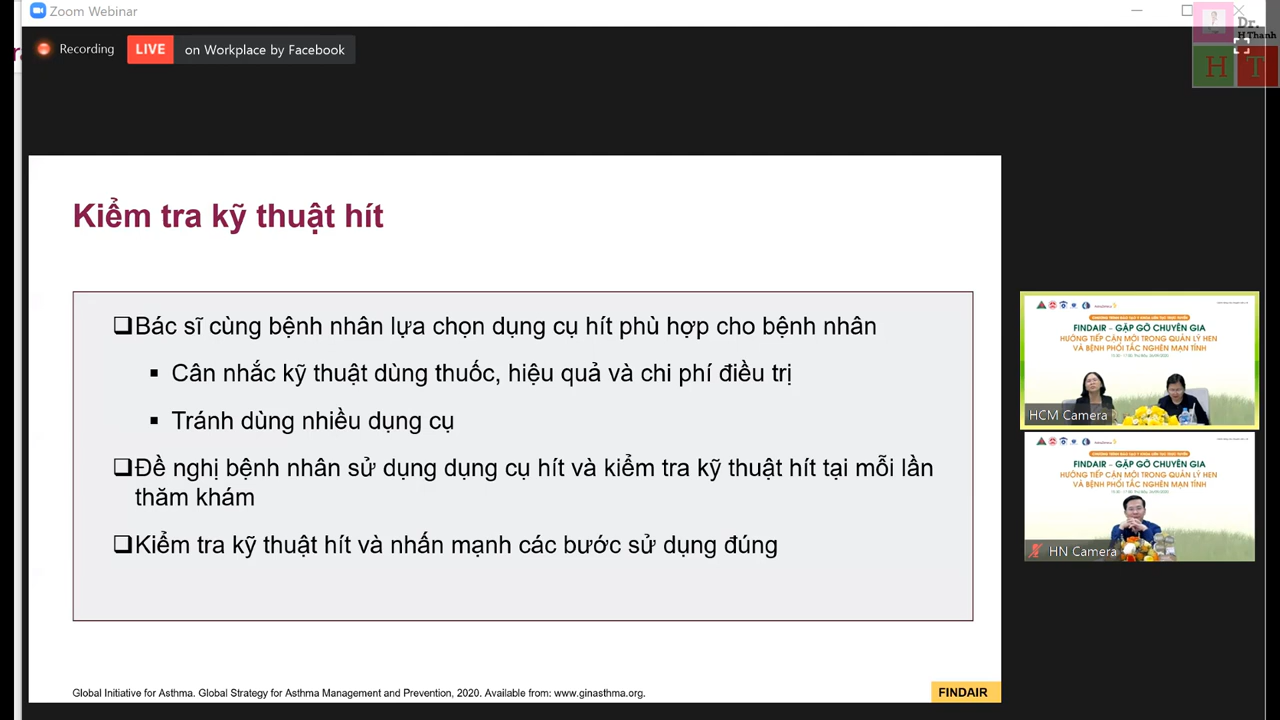 Zoom Webinar
Recording
LIVE
on Workplace by Facebook
Dr.
H Thanh
H T
Kiểm tra kỹ thuật hít
❑Bác sĩ cùng bệnh nhân lựa chọn dụng cụ hít phù hợp cho bệnh nhân
▪ Cân nhắc kỹ thuật dùng thuốc, hiệu quả và chi phí điều trị
▪ Tránh dùng nhiều dụng cụ
❑Đề nghị bệnh nhân sử dụng dụng cụ hít và kiểm tra kỹ thuật hít tại mỗi lần
thăm khám
❑Kiểm tra kỹ thuật hít và nhấn mạnh các bước sử dụng đúng
Global Initiative for Asthma. Global Strategy for Asthma Management and Prevention, 2020. Available from: www.ginasthma.org.
FINDAIR
FINDAIR – GẶP GỠ CHUYÊN GIA
HƯỚNG TIẾP CẬN MỚI TRONG QUẢN LÝ HEN
VÀ BỆNH PHỔI TẮC NGHẼN MẠN TÍNH
HCM Camera
FINDAIR – GẶP GỠ CHUYÊN GIA
HƯỚNG TIẾP CẬN MỚI TRONG QUẢN LÝ HEN
VÀ BỆNH PHỔI TẮC NGHẼN MẠN TÍNH
HN Camera